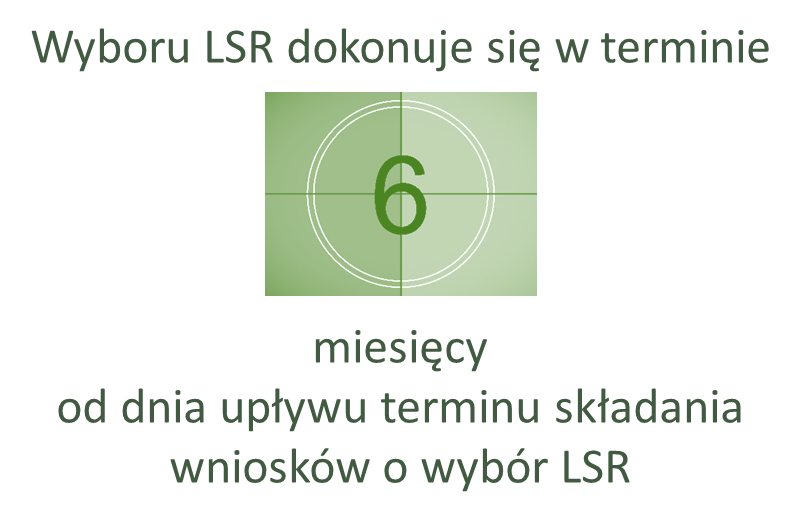 Wyboru LSR dokonuje się w terminie
6
miesięcy
od dnia upływu terminu składania
wniosków o wybór LSR